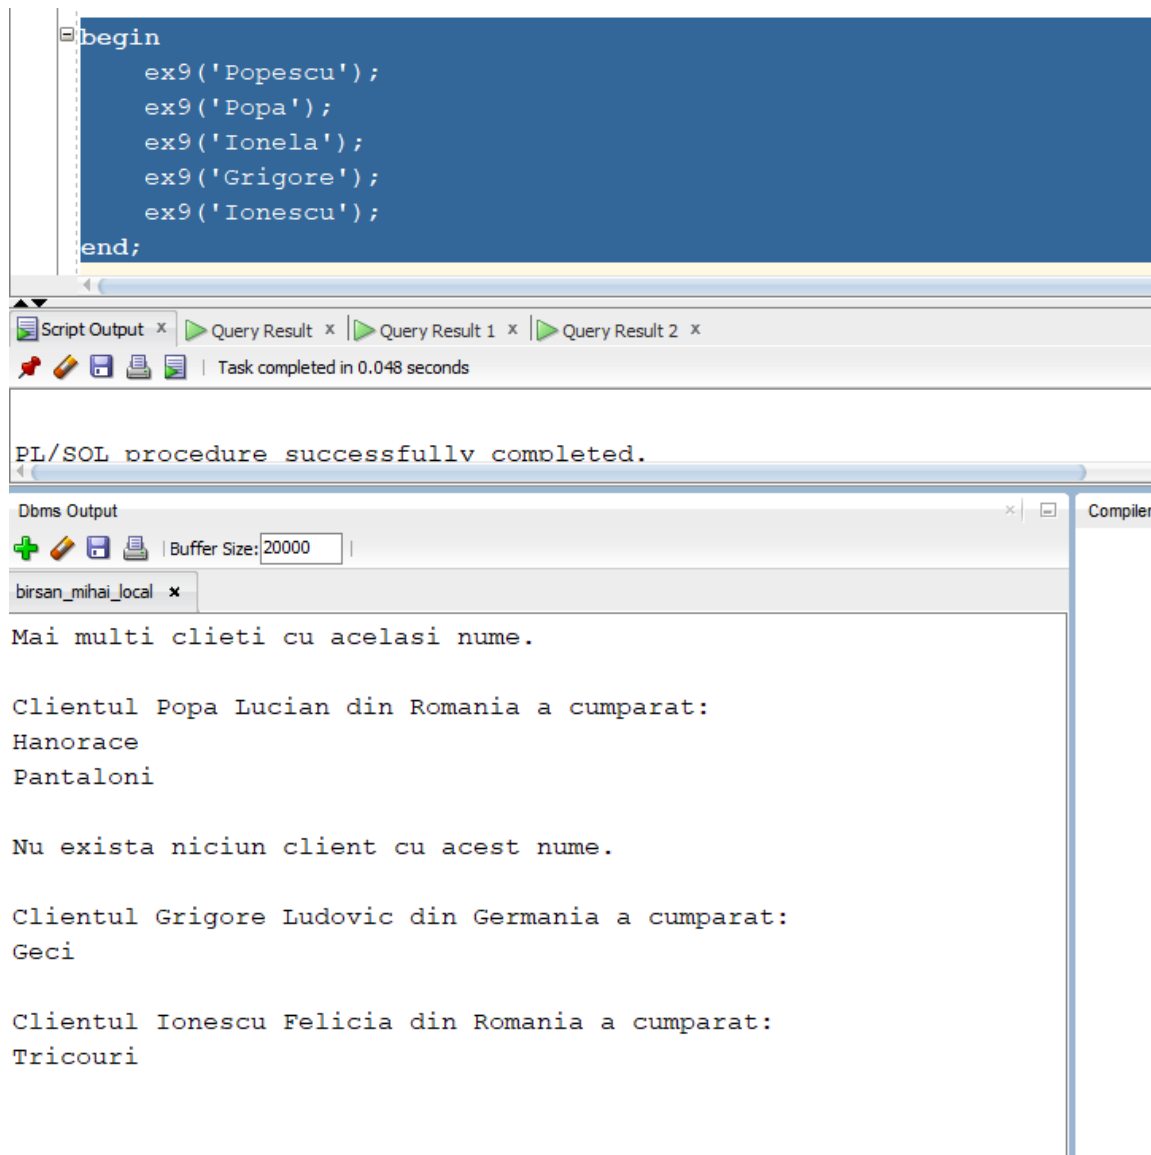 begin
ex9('Popescu');
ex9('Popa');
ex9('Ionela');
ex9('Grigore');
ex9('Ionescu');
end;
Script Output x Query Result x Query Result 1 x Query Result 2 x
Task completed in 0.048 seconds
PL/SQL procedure successfully completed.
Dbms Output
Compiler
Buffer Size: 20000
birsan_mihai_local
Mai multi clieti cu acelasi nume.
Clientul Popa Lucian din Romania a cumparat:
Hanorace
Pantaloni
Nu exista niciun client cu acest nume.
Clientul Grigore Ludovic din Germania a cumparat:
Geci
Clientul Ionescu Felicia din Romania a cumparat:
Tricouri